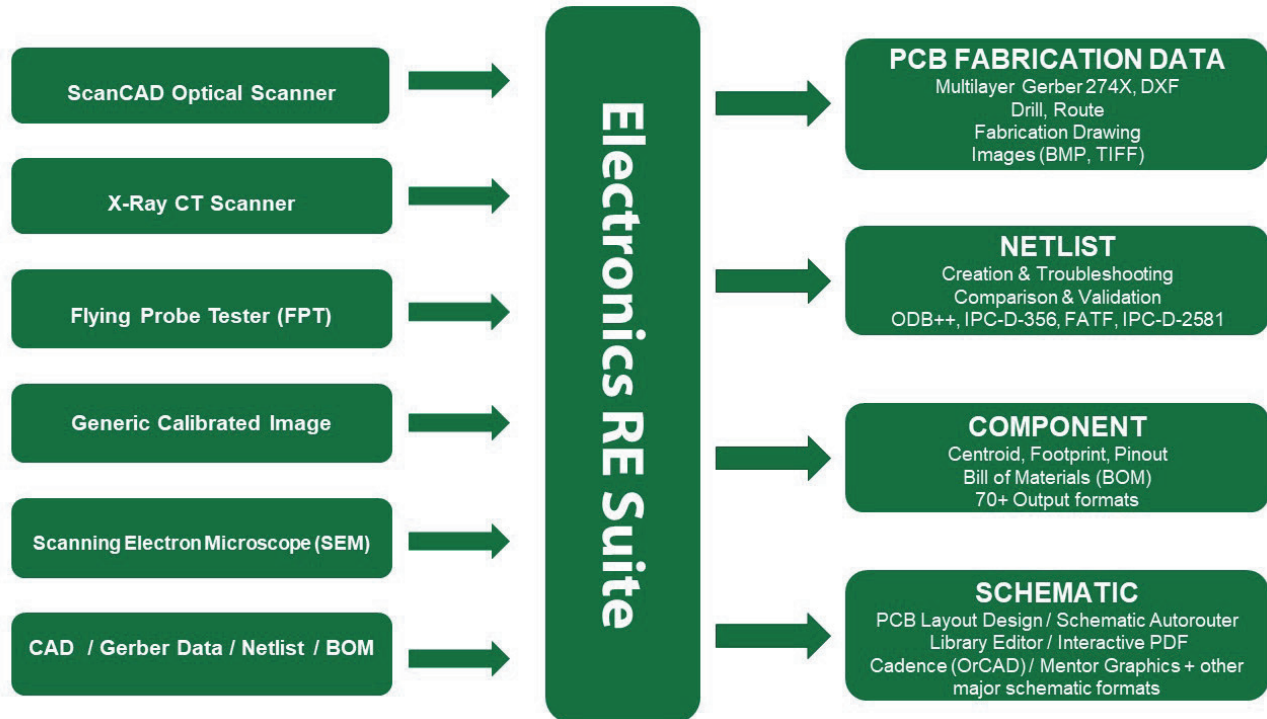 ScanCAD Optical Scanner
X-Ray CT Scanner
Flying Probe Tester (FPT)
Generic Calibrated Image
Scanning Electron Microscope (SEM)
CAD / Gerber Data / Netlist / BOM
Electronics RE Suite
PCB FABRICATION DATA
Multilayer Gerber 274X, DXF
Drill, Route
Fabrication Drawing
Images (BMP, TIFF)
NETLIST
Creation & Troubleshooting
Comparison & Validation
ODB++, IPC-D-356, FATF, IPC-D-2581
COMPONENT
Centroid, Footprint, Pinout
Bill of Materials (BOM)
70+ Output formats
SCHEMATIC
PCB Layout Design / Schematic Autorouter
Library Editor / Interactive PDF
Cadence (OrCAD) / Mentor Graphics + other
major schematic formats